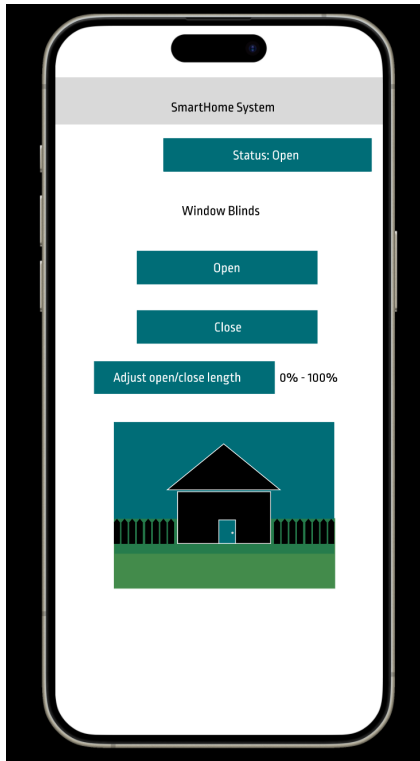 SmartHome System
Status: Open
Window Blinds
Open
Close
Adjust open/close length 0% - 100%